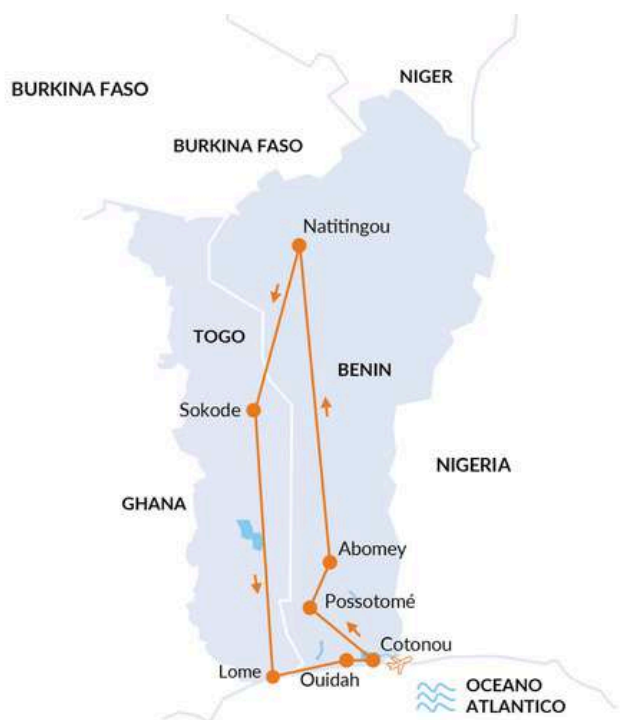 NIGER
BURKINA FASO
BURKINA FASO
Natitingou
TOGO
BENIN
Sokode
NIGERIA
GHANA
Abomey
Possotomé
Cotonou
Lome
Ouidah
OCEANO
ATLANTICO